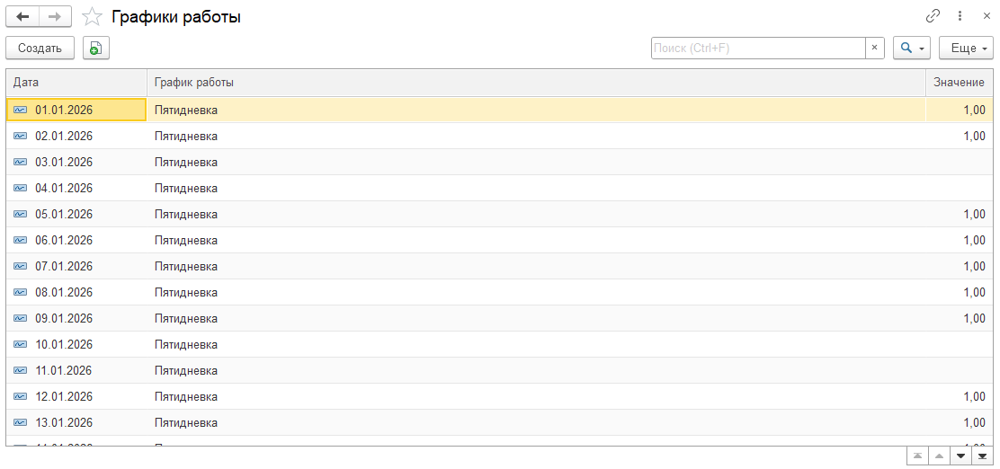 Графики работы
Создать Поиск (Ctrl+F) × Еще
Дата График работы Значение
01.01.2026 Пятидневка 1,00
02.01.2026 Пятидневка 1,00
03.01.2026 Пятидневка
04.01.2026 Пятидневка
05.01.2026 Пятидневка 1,00
06.01.2026 Пятидневка 1,00
07.01.2026 Пятидневка 1,00
08.01.2026 Пятидневка 1,00
09.01.2026 Пятидневка 1,00
10.01.2026 Пятидневка
11.01.2026 Пятидневка
12.01.2026 Пятидневка 1,00
13.01.2026 Пятидневка 1,00